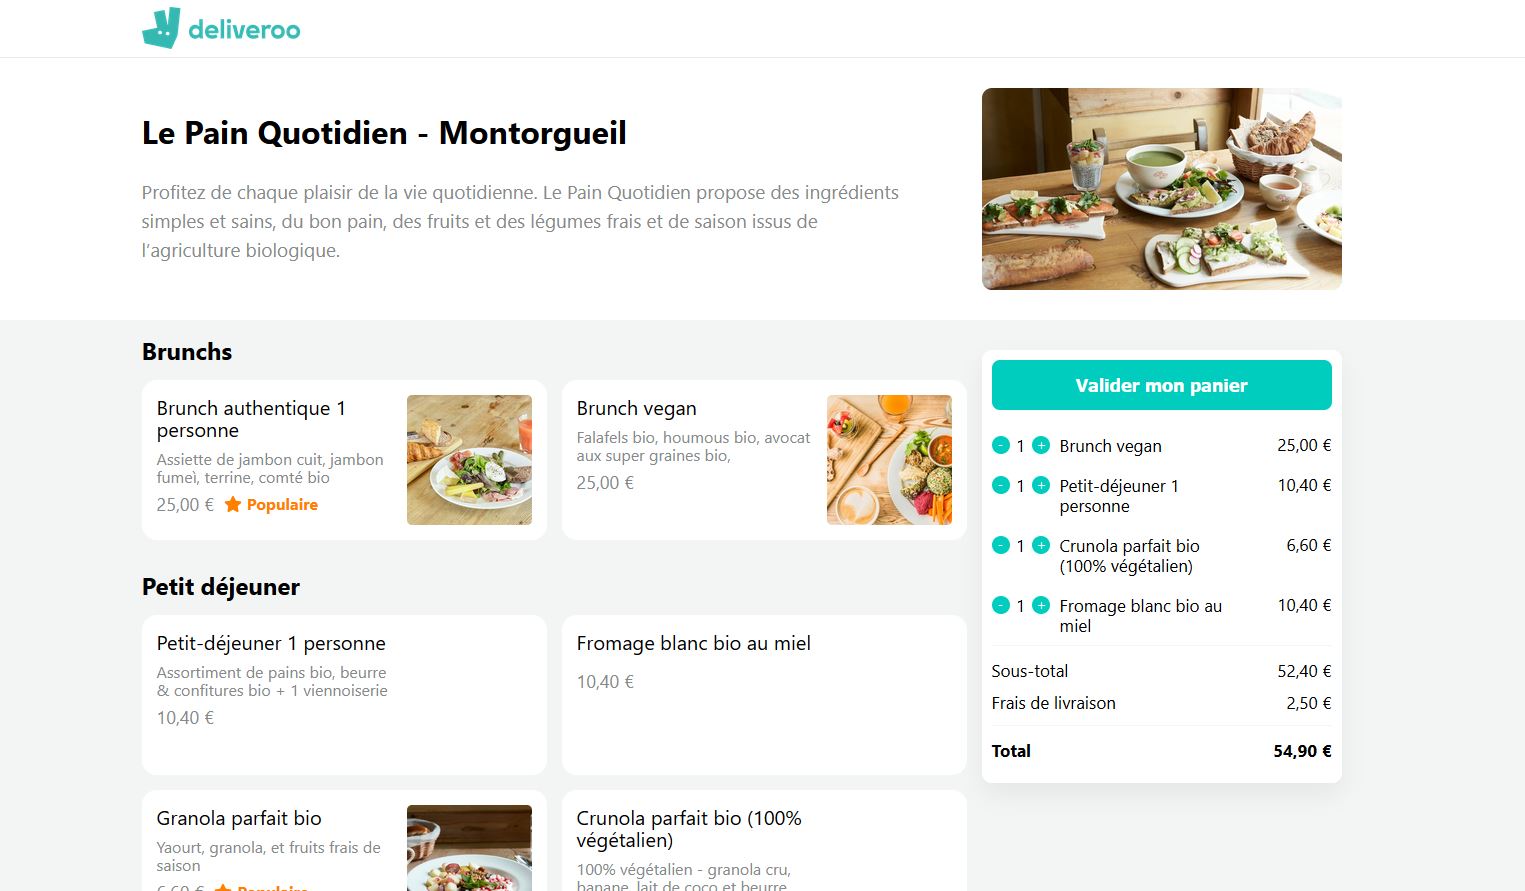 deliveroo
Le Pain Quotidien - Montorgueil
Profitez de chaque plaisir de la vie quotidienne. Le Pain Quotidien propose des ingrédients
simples et sains, du bon pain, des fruits et des légumes frais et de saison issus de
l’agriculture biologique.
Brunchs
Brunch authentique 1
personne
Assiette de jambon cuit, jambon
fumeì, terrine, comté bio
25,00 €
Populaire
Brunch vegan
Falafels bio, houmous bio, avocat
aux super graines bio,
25,00 €
Petit déjeuner
Petit-déjeuner 1 personne
Assortiment de pains bio, beurre
& confitures bio + 1 viennoiserie
10,40 €
Fromage blanc bio au miel
10,40 €
Granola parfait bio
Yaourt, granola, et fruits frais de
saison
6,60 €
Populaire
Crunola parfait bio (100%
végétalien)
100% végétalien - granola cru,
banane, lait de coco et beurre
Valider mon panier
- 1 + Brunch vegan 25,00 €
- 1 + Petit-déjeuner 1 10,40 €
personne
- 1 + Crunola parfait bio 6,60 €
(100% végétalien)
- 1 + Fromage blanc bio au 10,40 €
miel
Sous-total 52,40 €
Frais de livraison 2,50 €
Total 54,90 €